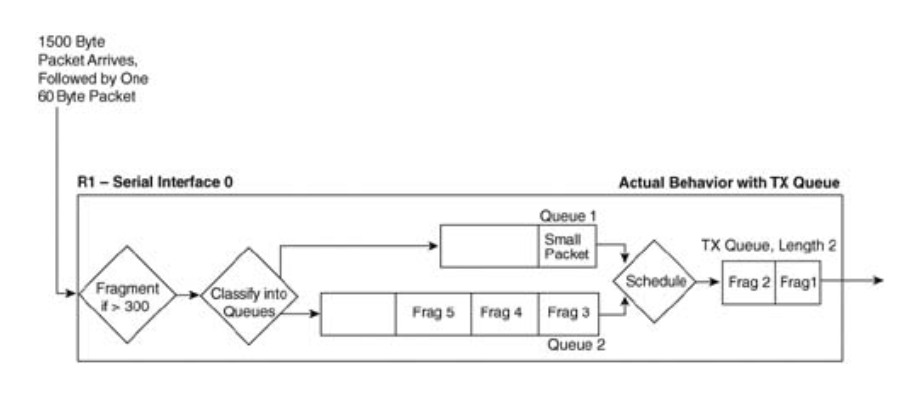 1500 Byte
Packet Arrives,
Followed by One
60 Byte Packet
R1 – Serial Interface 0
Actual Behavior with TX Queue
Fragment
if > 300
Classify into
Queues
Queue 1
Small
Packet
Frag 5
Frag 4
Frag 3
Queue 2
Schedule
TX Queue, Length 2
Frag 2
Frag1